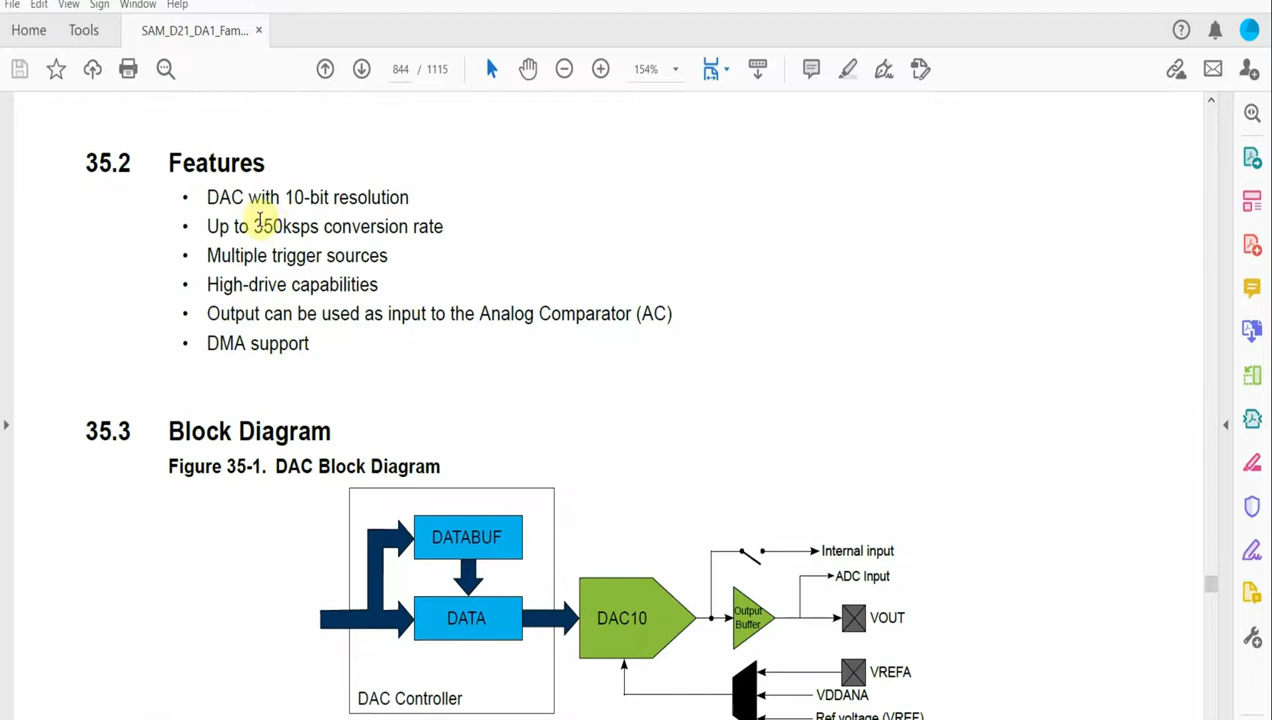 File Edit View Sign Window Help
Home Tools SAM_D21_DA1_Fam... ×
844 / 1115 154%
35.2 Features
• DAC with 10-bit resolution
• Up to 350ksps conversion rate
• Multiple trigger sources
• High-drive capabilities
• Output can be used as input to the Analog Comparator (AC)
• DMA support
35.3 Block Diagram
Figure 35-1. DAC Block Diagram
DATABUF
Internal input
ADC Input
DATA
DAC10
Output
Buffer
VOUT
VREFA
DAC Controller
VDDANA
Ref voltage (VREF)